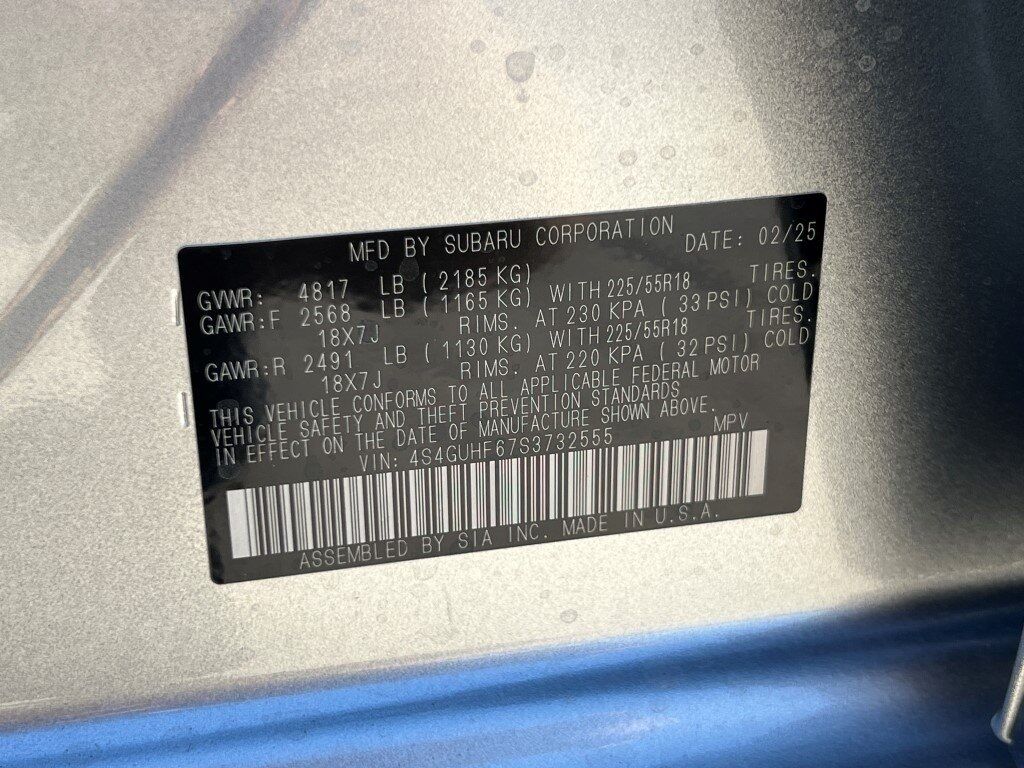 MFD BY SUBARU CORPORATION DATE: 02/25
GVWR: 4817 LB ( 2185 KG)
GAWR:F 2568 LB ( 1165 KG) WITH 225/55R18 TIRES.
18X7J RIMS. AT 230 KPA ( 33 PSI) COLD
GAWR:R 2491 LB ( 1130 KG) WITH 225/55R18 TIRES.
18X7J RIMS. AT 220 KPA ( 32 PSI) COLD
THIS VEHICLE CONFORMS TO ALL APPLICABLE FEDERAL MOTOR
VEHICLE SAFETY AND THEFT PREVENTION STANDARDS
IN EFFECT ON THE DATE OF MANUFACTURE SHOWN ABOVE.
VIN: 4S4GUHF67S3732555 MPV
ASSEMBLED BY SIA INC. MADE IN U.S.A.